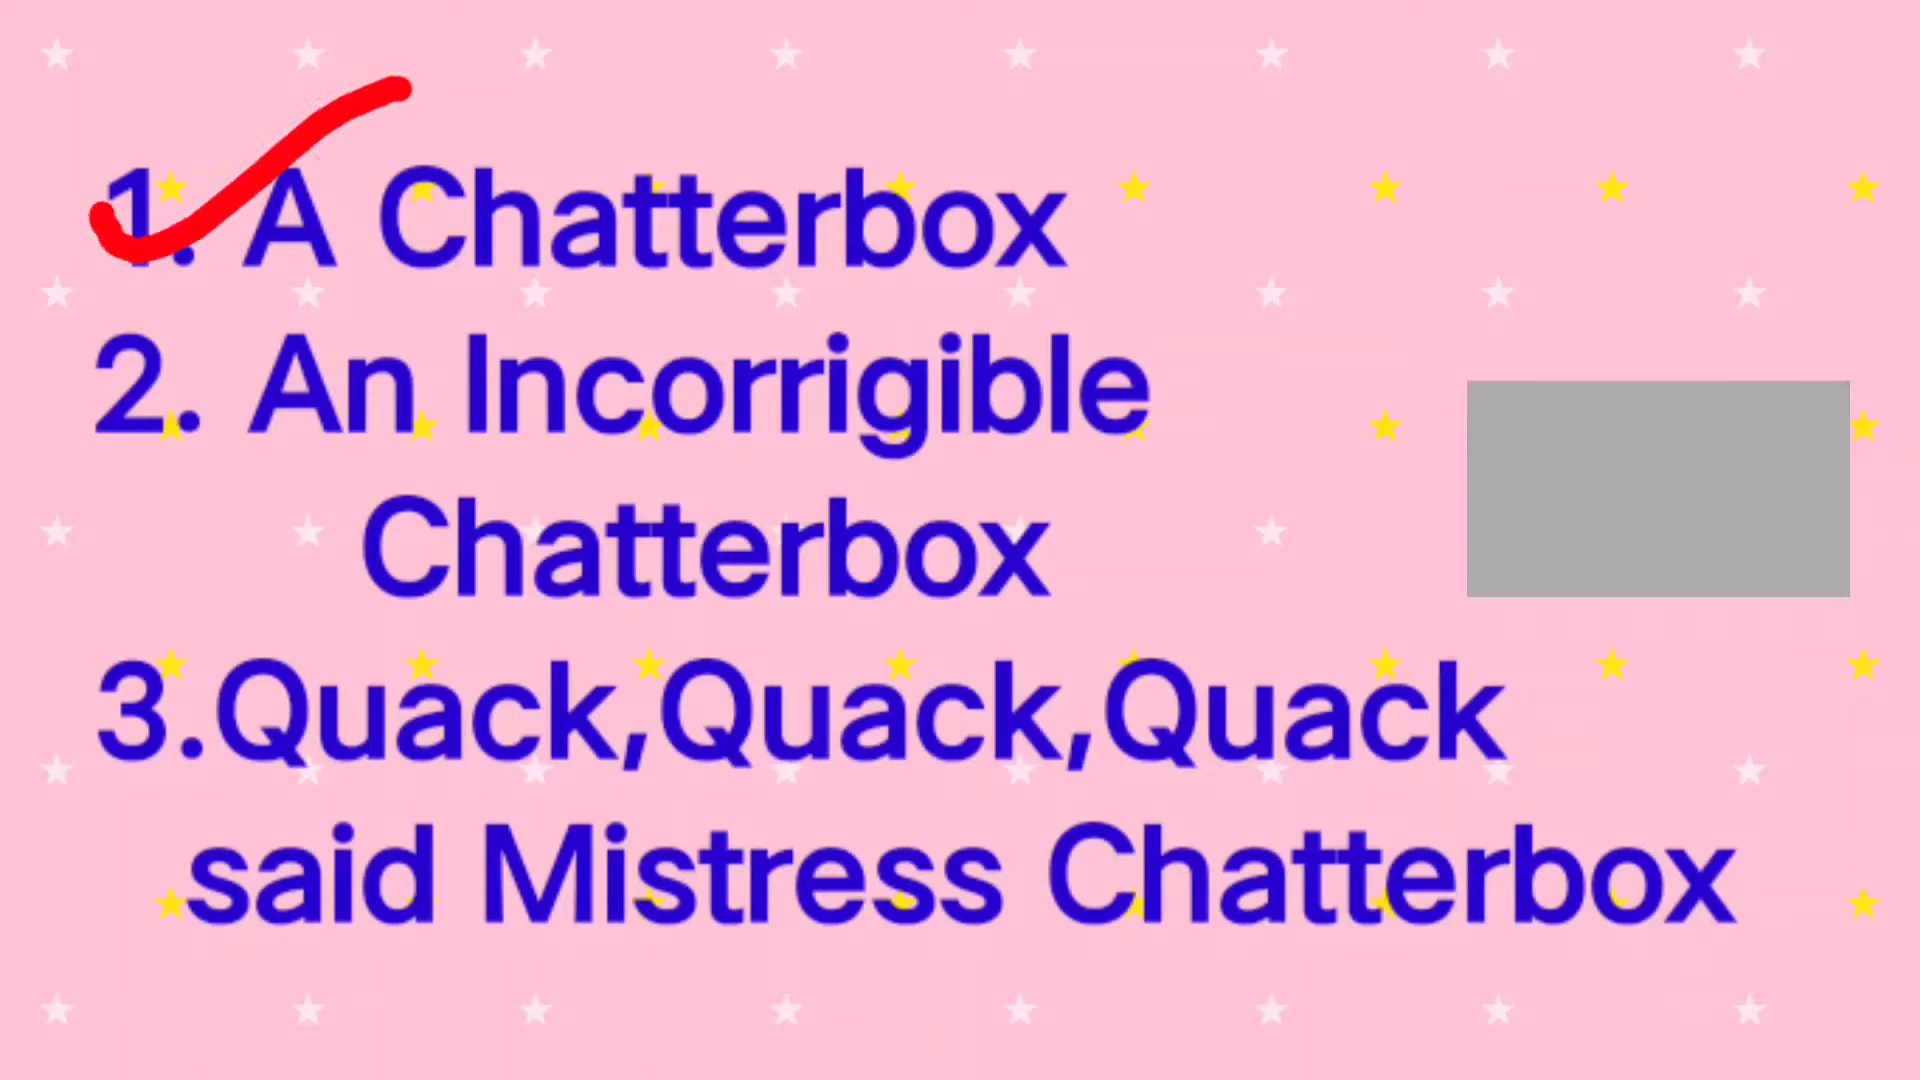 1. A Chatterbox
2. An Incorrigible
Chatterbox
3.Quack,Quack,Quack
said Mistress Chatterbox